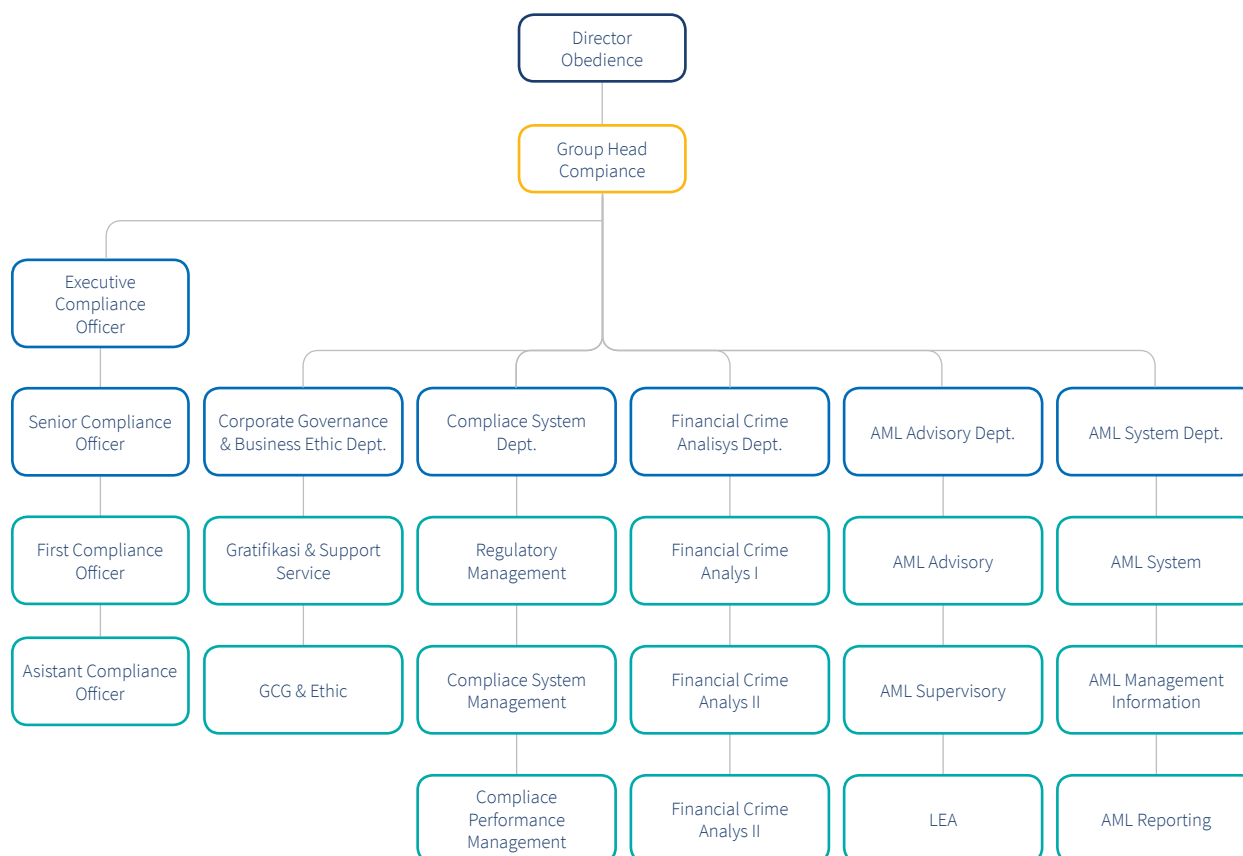 Director
Obedience
Group Head
Compiance
Executive
Compliance
Officer
Senior Compliance
Officer
Corporate Governance
& Business Ethic Dept.
Compliace System
Dept.
Financial Crime
Analisys Dept.
AML Advisory Dept.
AML System Dept.
First Compliance
Officer
Gratifikasi & Support
Service
Regulatory
Management
Financial Crime
Analys I
AML Advisory
AML System
Asistant Compliance
Officer
GCG & Ethic
Compliace System
Management
Financial Crime
Analys II
AML Supervisory
AML Management
Information
Compliace
Performance
Management
Financial Crime
Analys II
LEA
AML Reporting